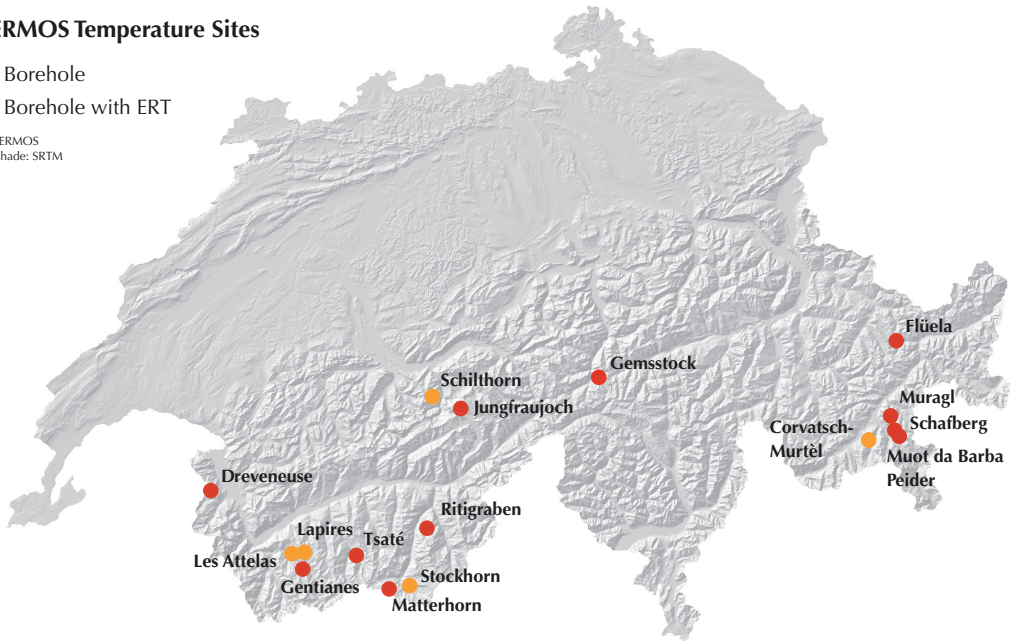 ERMOS Temperature Sites
Borehole
Borehole with ERT
ERMOS
hade: SRTM
Flüela
Gemsstock
Schilthorn
Jungfraujoch
Muragl
Schafberg
Corvatsch-
Murtèl
Muot da Barba
Peider
Dreveneuse
Ritigraben
Lapires
Tsaté
Les Attelas
Stockhorn
Gentianes
Matterhorn